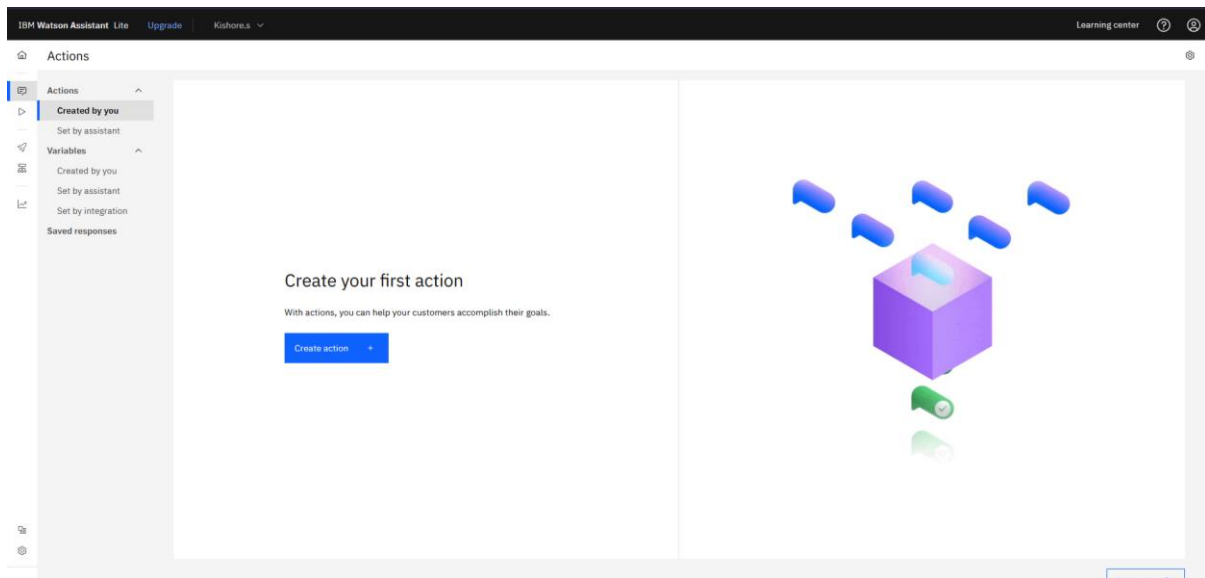 IBM Watson Assistant Lite Upgrade Kishore.s Learning center
Actions
Actions
Created by you
Set by assistant
Variables
Created by you
Set by assistant
Set by integration
Saved responses
Create your first action
With actions, you can help your customers accomplish their goals.
Create action +